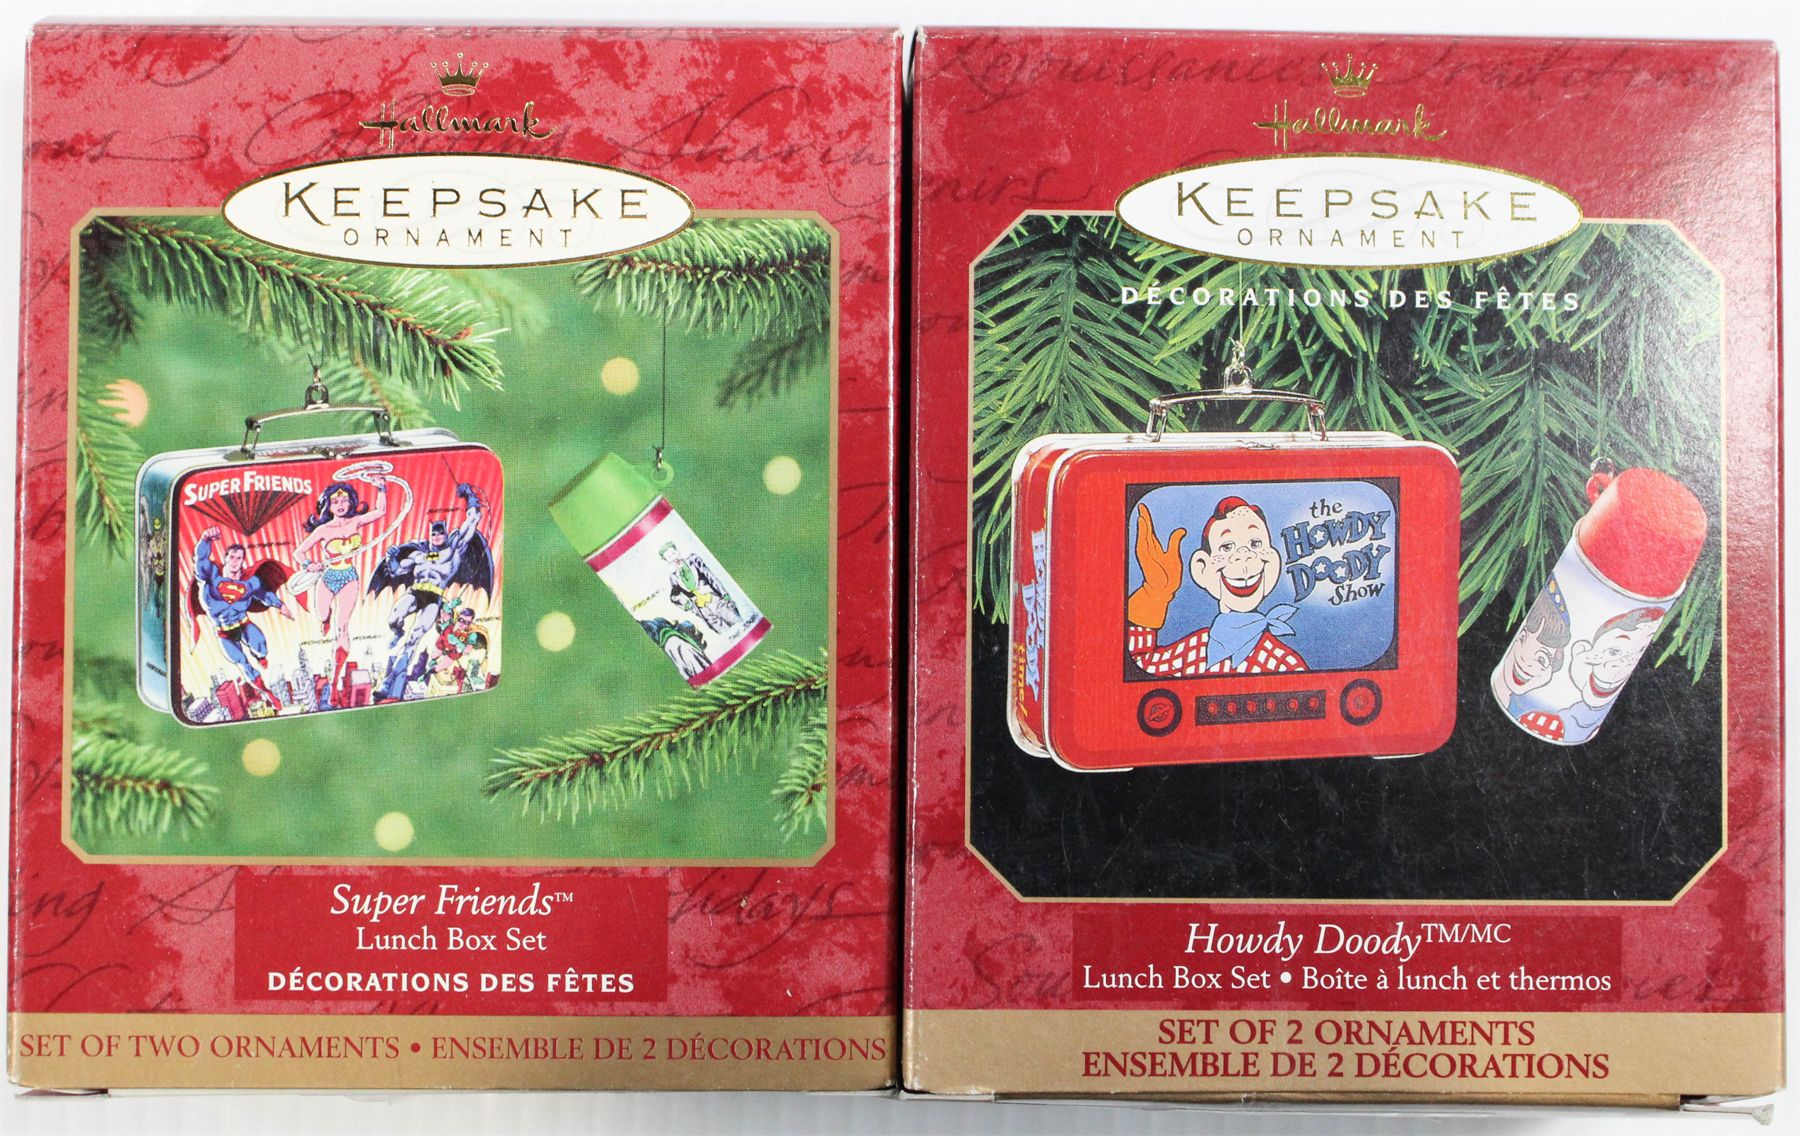 Hallmark
KEEPSAKE
ORNAMENT
SUPER FRIENDS
Super Friends™
Lunch Box Set
DÉCORATIONS DES FÊTES
SET OF TWO ORNAMENTS • ENSEMBLE DE 2 DÉCORATIONS
Hallmark
KEEPSAKE
ORNAMENT
DÉCORATIONS DES FÊTES
the
HOWDY
DOODY
Show
Howdy Doody™/MC
Lunch Box Set • Boîte à lunch et thermos
SET OF 2 ORNAMENTS
ENSEMBLE DE 2 DÉCORATIONS